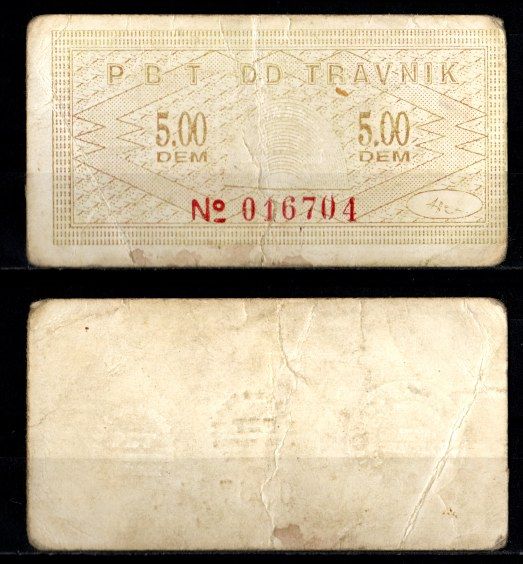 P B T DD TRAVNIK
5.00 5.00
DEM DEM
№ 016704